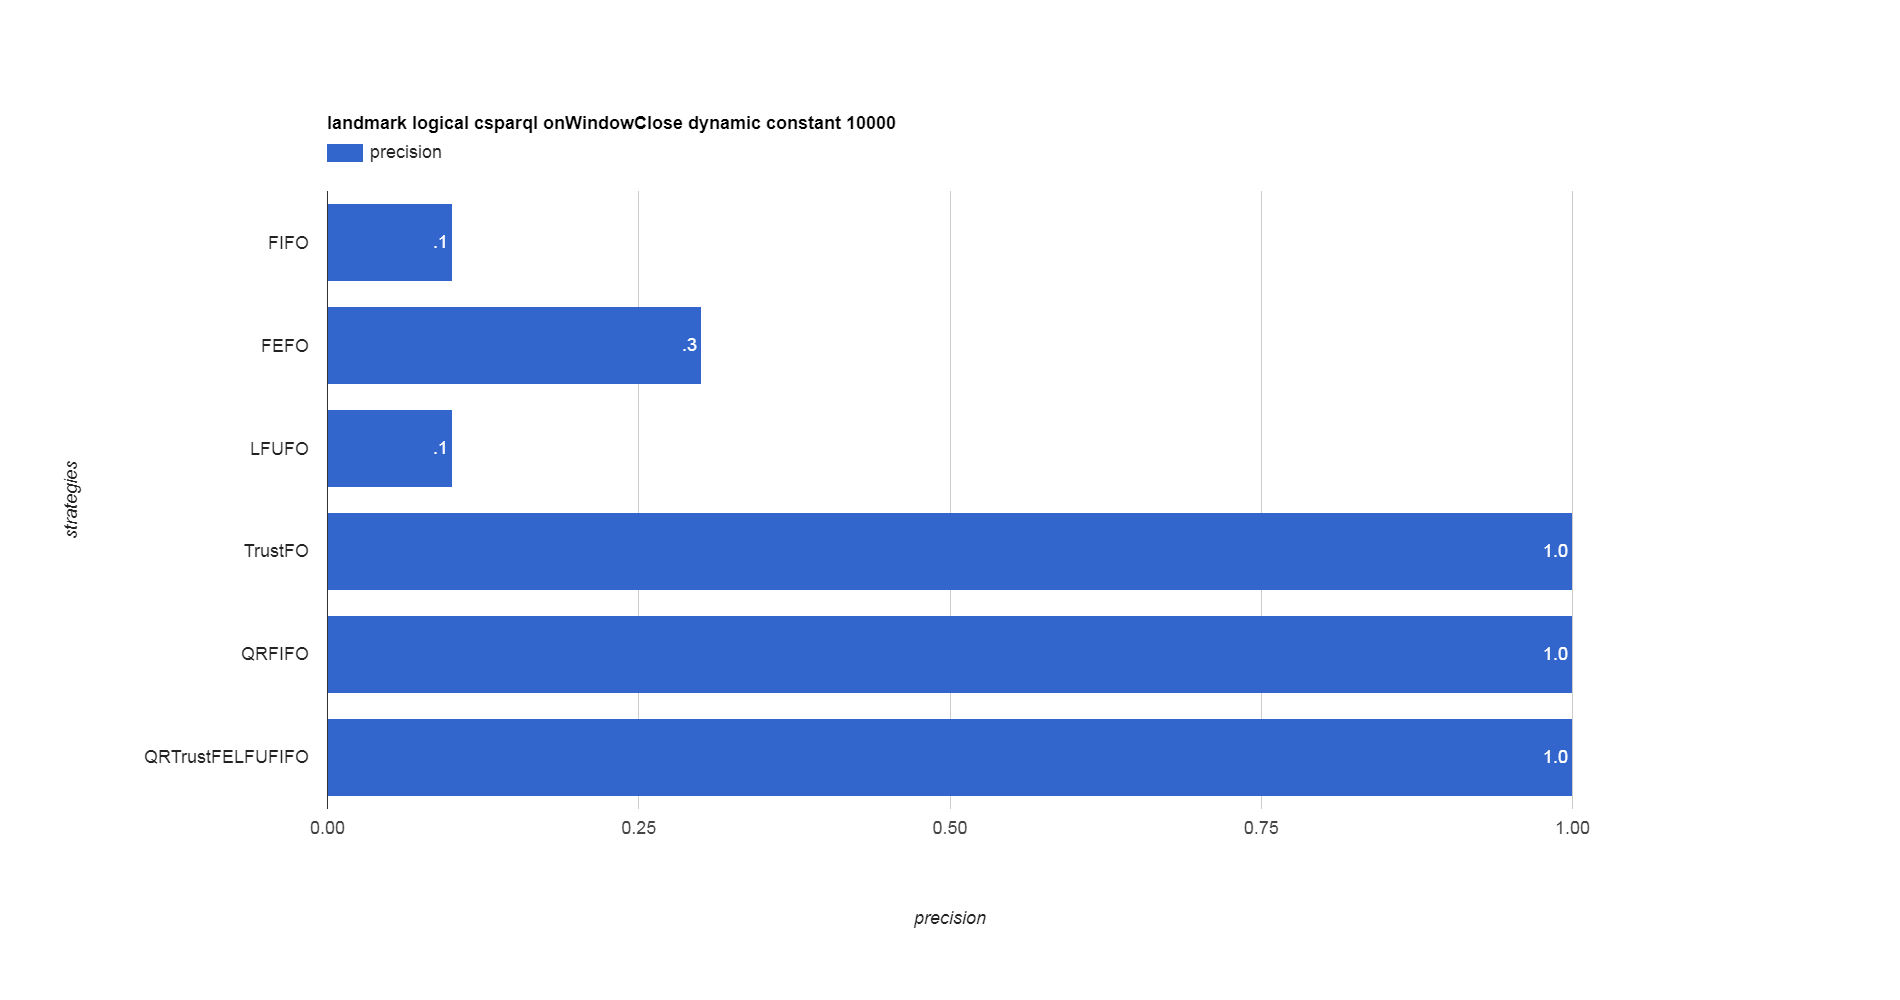 landmark logical csparql onWindowClose dynamic constant 10000
precision
FIFO
.1
FEFO
.3
LFUFO
.1
strategies
TrustFO
1.0
QRFIFO
1.0
QRTrustFELFUFIFO
1.0
0.00 0.25 0.50 0.75 1.00
precision